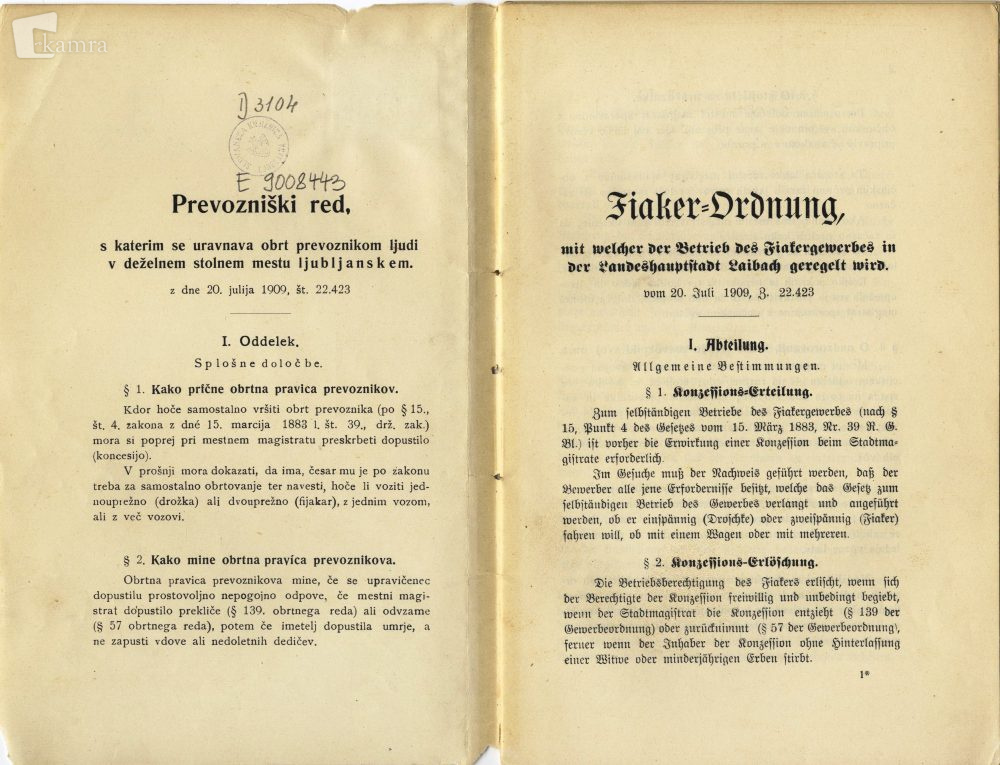 kamra
D 3104
E 9008443
Prevozniški red,
s katerim se uravnava obrt prevoznikom ljudi
v deželnem stolnem mestu ljubljanskem.
z dne 20. julija 1909, št. 22.423
I. Oddelek.
Splošne določbe.
§ 1. Kako prične obrtna pravica prevoznikov.
Kdor hoče samostalno vršiti obrt prevoznika (po § 15.,
št. 4. zakona z dné 15. marcija 1883 l. št. 39., drž. zak.)
mora si poprej pri mestnem magistratu preskrbeti dopustilo
(koncesijo).
V prošnji mora dokazati, da ima, česar mu je po zakonu
treba za samostalno obrtovanje ter navesti, hoče li voziti jed-
noupřežno (drožka) ali dvouprežno (fijakar), z jednim vozom,
ali z več vozovi.
§ 2. Kako mine obrtna pravica prevoznikova.
Obrtna pravica prevoznikova mine, če se upravičenec
dopustilu prostovoljno nepogojno odpove, če mestni magi-
strat dopustilo prekliče (§ 139. obrtnega reda) ali odvzame
(§ 57 obrtnega reda), potem če imetelj dopustila umrje, a
ne zapusti vdove ali nedoletnih dedičev.
Fiaker-Ordnung,
mit welcher der Betrieb des Fiakergewerbes in
der Landeshauptstadt Laibach geregelt wird.
vom 20. Juli 1909, Z. 22.423
I. Abteilung.
Allgemeine Bestimmungen.
§ 1. Konzessions-Erteilung.
Zum selbständigen Betriebe des Fiakergewerbes (nach §
15, Punkt 4 des Gesetzes vom 15. März 1883, Nr. 39 R. G.
Bl.) ist vorher die Erwirkung einer Konzession beim Stadtma-
gistrate erforderlich.
Im Gesuche muß der Nachweis geführt werden, daß der
Bewerber alle jene Erfordernisse besitzt, welche das Gesetz zum
selbständigen Betrieb des Gewerbes verlangt und angeführt
werden, ob er einspännig (Droschke) oder zweispännig (Fiaker)
fahren will, ob mit einem Wagen oder mit mehreren.
§ 2. Konzessions-Erlöschung.
Die Betriebsberechtigung des Fiakers erlischt, wenn sich
der Berechtigte der Konzession freiwillig und unbedingt begiebt,
wenn der Stadtmagistrat die Konzession entzieht (§ 139 der
Gewerbeordnung) oder zurücknimmt (§ 57 der Gewerbeordnung),
ferner wenn der Inhaber der Konzession ohne Hinterlassung
einer Witwe oder minderjährigen Erben stirbt.
1*